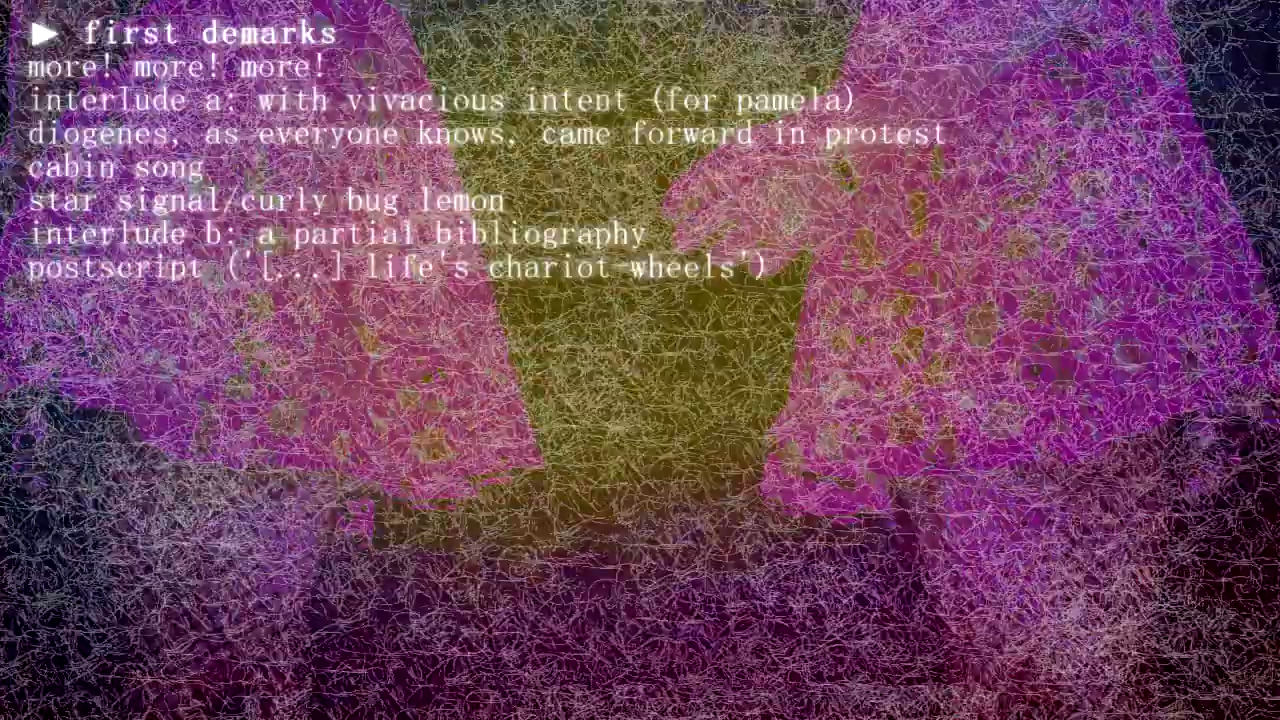 ▶ first demarks
more! more! more!
interlude a: with vivacious intent (for pamela)
diogenes, as everyone knows, came forward in protest
cabin song
star signal/curly bug lemon
interlude b: a partial bibliography
postscript ('[...] life's chariot-wheels')